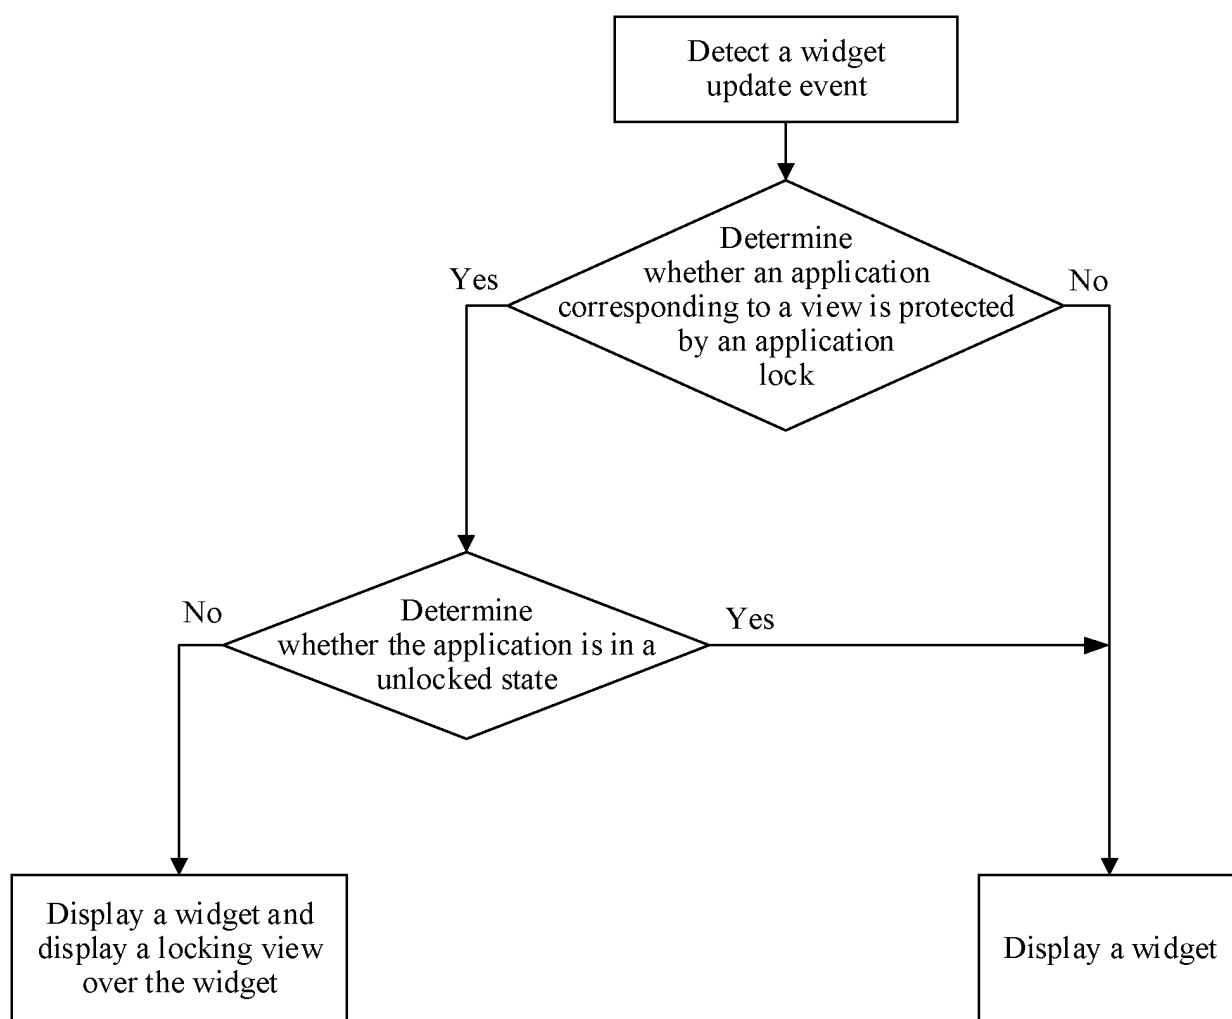 Detect a widget
update event
Determine
whether an application
corresponding to a view is protected
by an application
lock
Yes
No
Determine
whether the application is in a
unlocked state
No
Yes
Display a widget and
display a locking view
over the widget
Display a widget